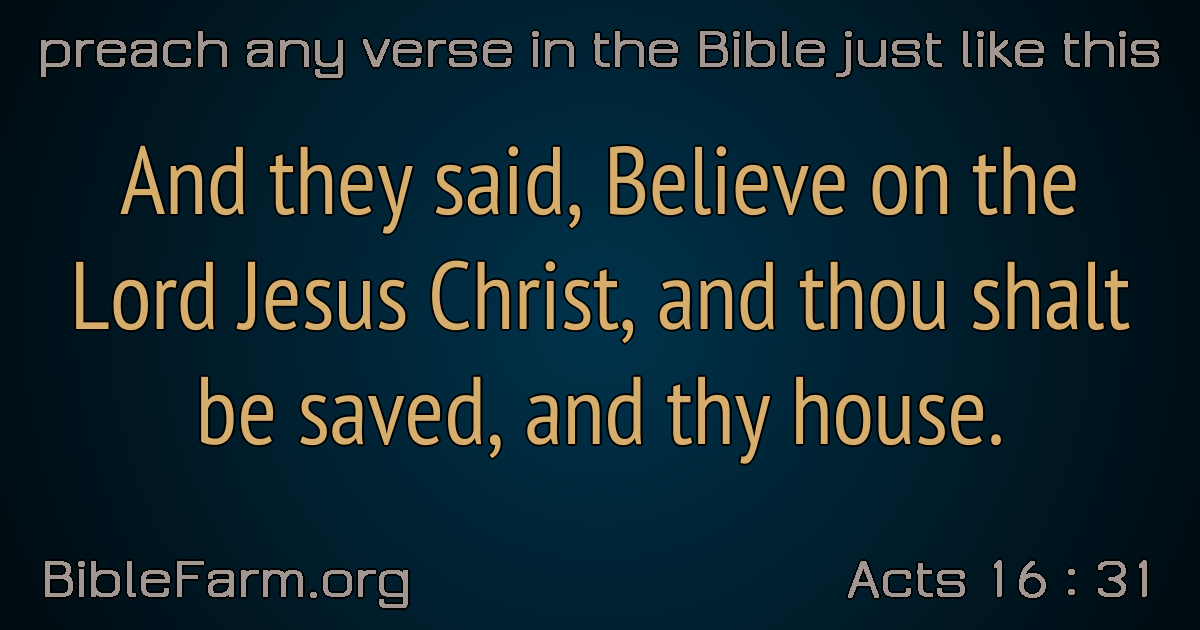 preach any verse in the Bible just like this
And they said, Believe on the
Lord Jesus Christ, and thou shalt
be saved, and thy house.
BibleFarm.org
Acts 16 : 31